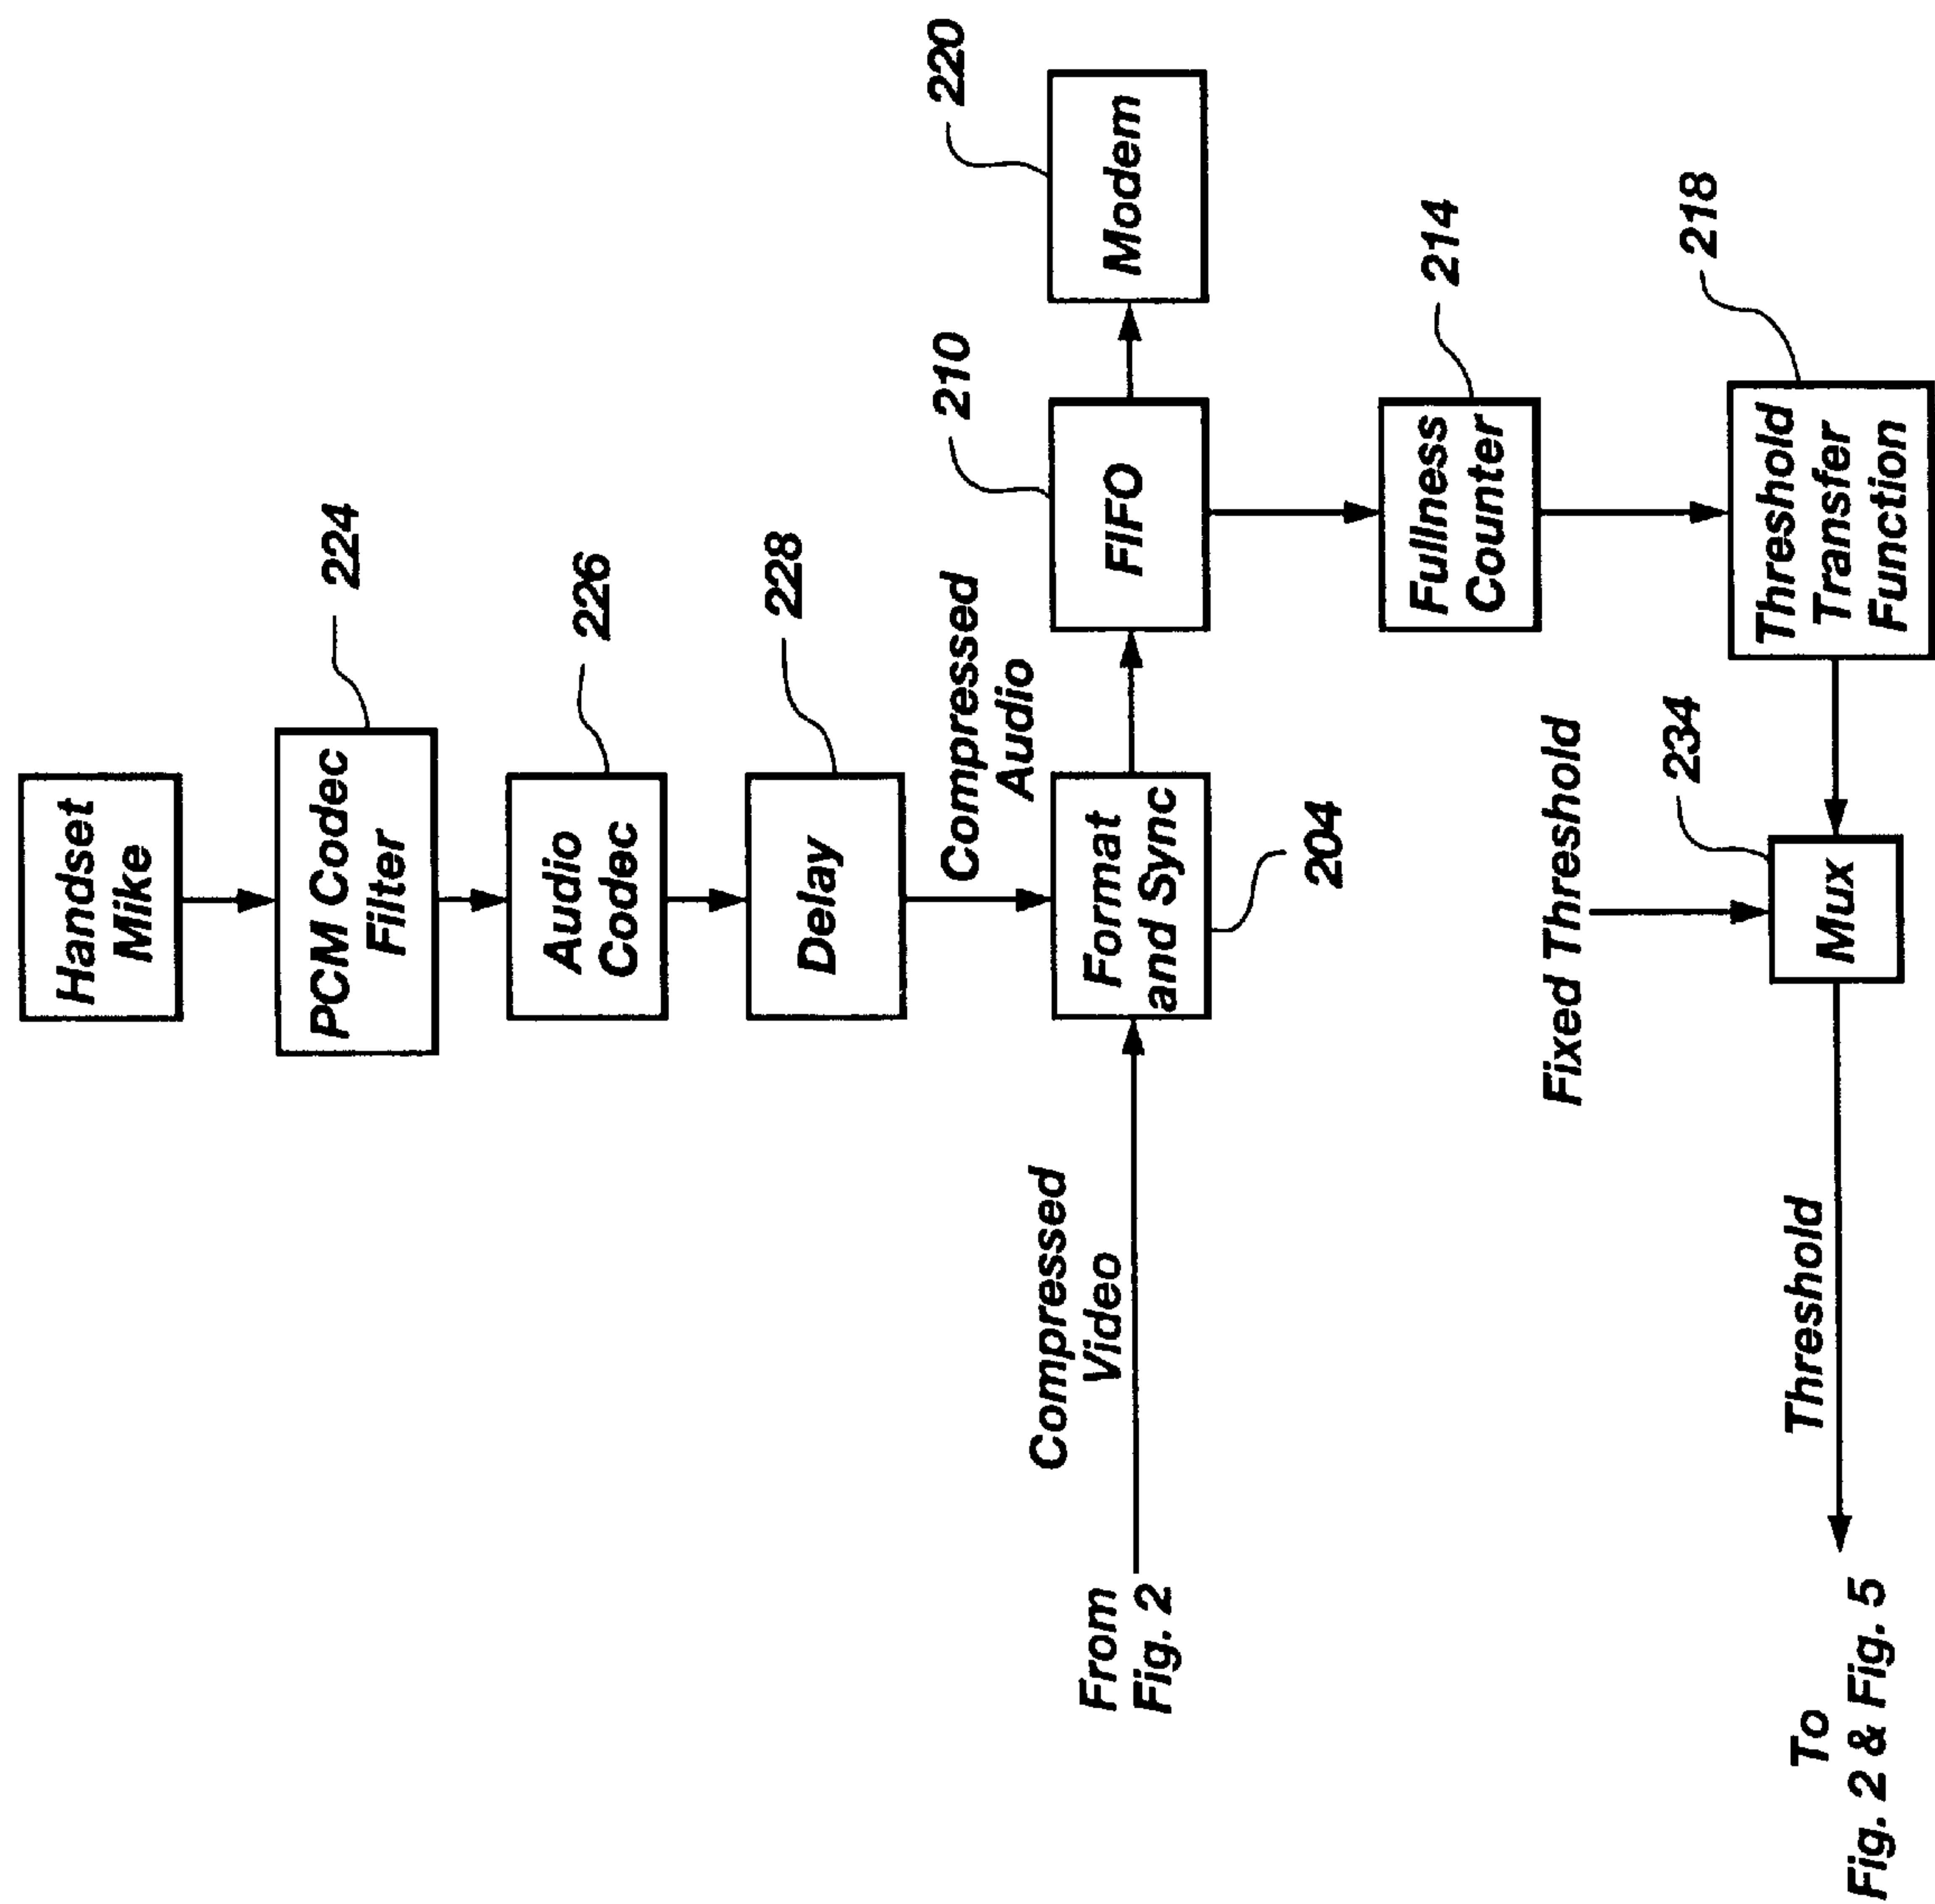 Handset
Mike
PCM Codec
Filter
224
Audio
Codec
226
Delay
228
Compressed
Audio
From
Fig. 2
Compressed
Video
Format
and Sync
204
FIFO
210
Modem
220
Fullness
Counter
214
Threshold
Transfer
Function
218
Fixed Threshold
Mux
234
Threshold
To
Fig. 2 & Fig. 5